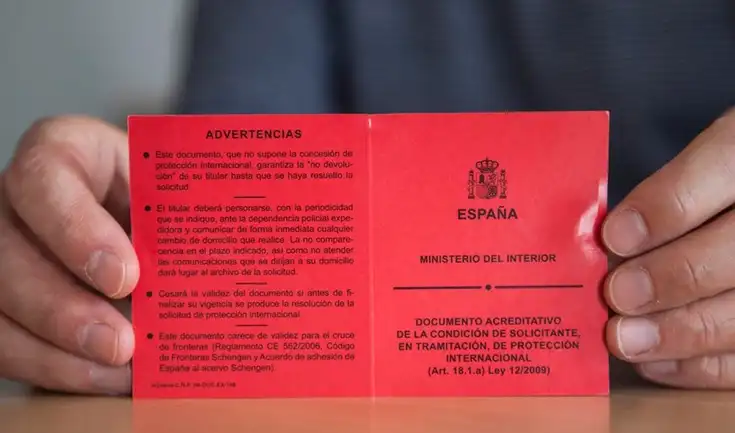 ADVERTENCIAS
● Este documento, que no supone la concesión de
protección internacional, garantiza la "no devolu-
ción" de su titular hasta que se haya resuelto la
solicitud.
● El titular deberá personarse, con la periodicidad
que se indique, ante la dependencia policial expe-
didora y comunicar de forma inmediata cualquier
cambio de domicilio que realice. La no compare-
cencia en el plazo indicado, así como no atender
las comunicaciones que se dirijan a su domicilio
dará lugar al archivo de la solicitud.
● Cesará la validez del documento si antes de fi-
nalizar su vigencia se produce la resolución de la
solicitud de protección internacional.
● Este documento carece de validez para el cruce
de fronteras (Reglamento CE 562/2006, Código
de Fronteras Schengen y Acuerdo de adhesión de
España al acervo Schengen).
ESPAÑA
MINISTERIO DEL INTERIOR
DOCUMENTO ACREDITATIVO
DE LA CONDICIÓN DE SOLICITANTE,
EN TRAMITACIÓN, DE PROTECCIÓN
INTERNACIONAL
(Art. 18.1.a) Ley 12/2009)